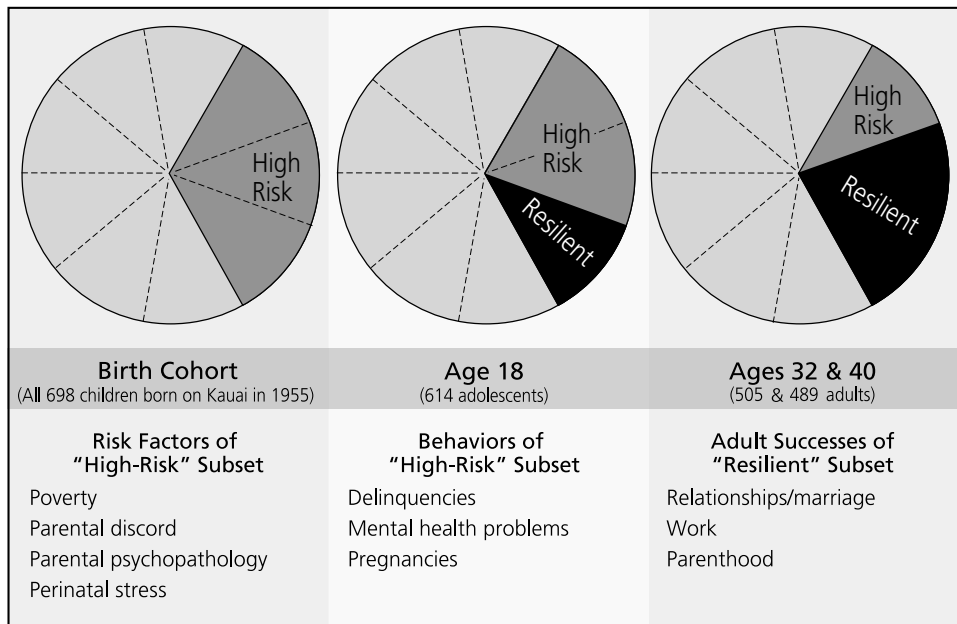 High
Risk
Birth Cohort
(All 698 children born on Kauai in 1955)
Risk Factors of
“High-Risk” Subset
Poverty
Parental discord
Parental psychopathology
Perinatal stress
High
Risk
Resilient
Age 18
(614 adolescents)
Behaviors of
“High-Risk” Subset
Delinquencies
Mental health problems
Pregnancies
High
Risk
Resilient
Ages 32 & 40
(505 & 489 adults)
Adult Successes of
“Resilient” Subset
Relationships/marriage
Work
Parenthood